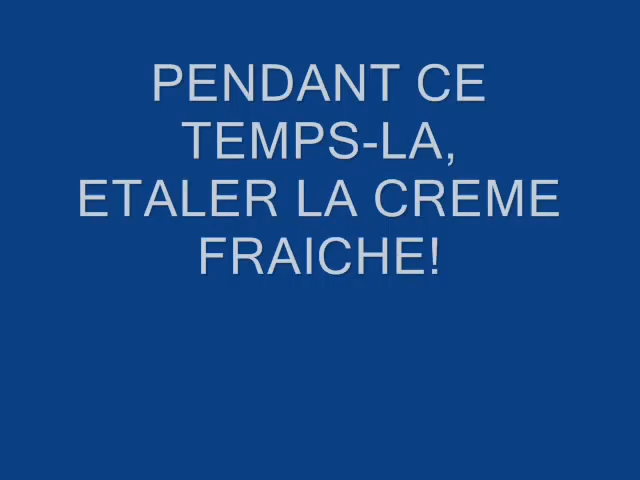 PENDANT CE
TEMPS-LA,
ETALER LA CREME
FRAICHE!